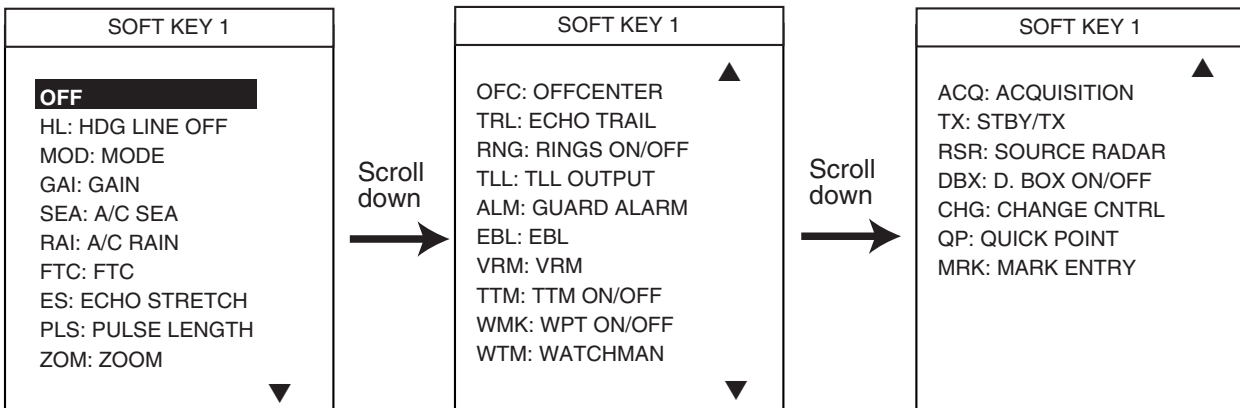 SOFT KEY 1
OFF
HL: HDG LINE OFF
MOD: MODE
GAI: GAIN
SEA: A/C SEA
RAI: A/C RAIN
FTC: FTC
ES: ECHO STRETCH
PLS: PULSE LENGTH
ZOM: ZOOM
Scroll
down
SOFT KEY 1
OFC: OFFCENTER
TRL: ECHO TRAIL
RNG: RINGS ON/OFF
TLL: TLL OUTPUT
ALM: GUARD ALARM
EBL: EBL
VRM: VRM
TTM: TTM ON/OFF
WMK: WPT ON/OFF
WTM: WATCHMAN
Scroll
down
SOFT KEY 1
ACQ: ACQUISITION
TX: STBY/TX
RSR: SOURCE RADAR
DBX: D. BOX ON/OFF
CHG: CHANGE CNTRL
QP: QUICK POINT
MRK: MARK ENTRY